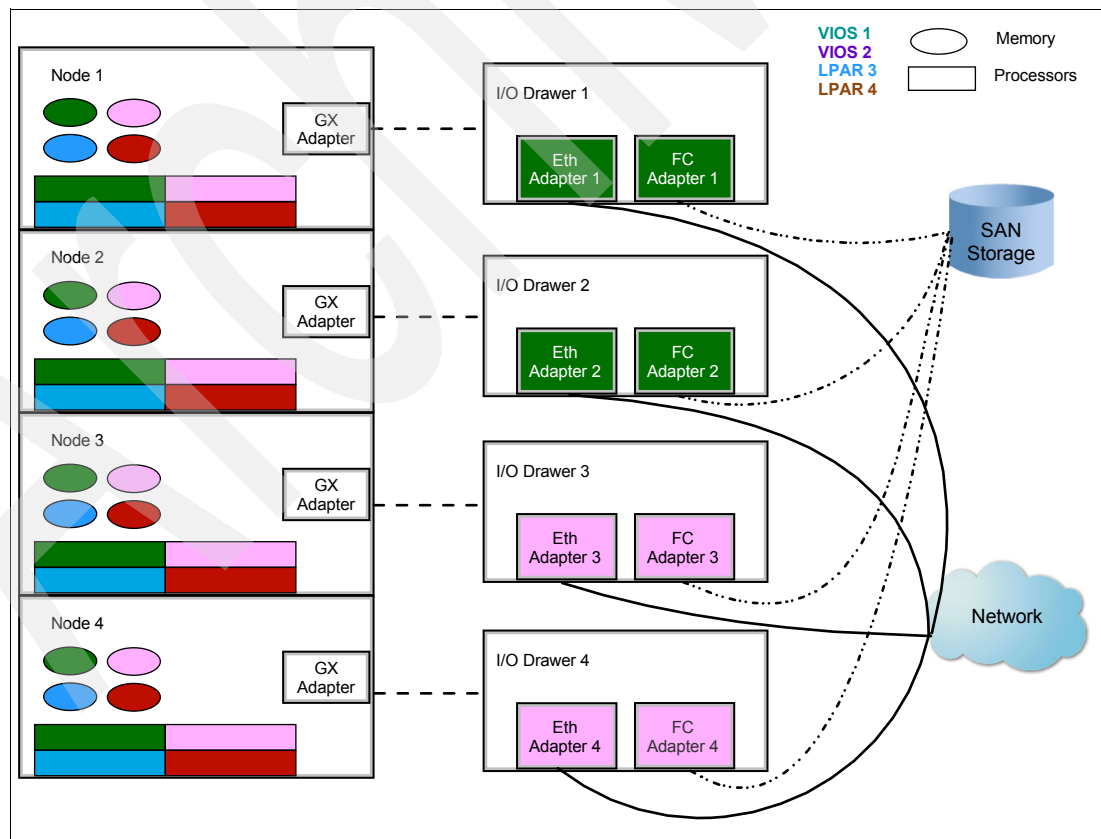 VIOS 1
VIOS 2
LPAR 3
LPAR 4
Memory
Processors
Node 1
GX
Adapter
I/O Drawer 1
Eth
Adapter 1
FC
Adapter 1
SAN
Storage
Node 2
GX
Adapter
I/O Drawer 2
Eth
Adapter 2
FC
Adapter 2
Node 3
GX
Adapter
I/O Drawer 3
Eth
Adapter 3
FC
Adapter 3
Network
Node 4
GX
Adapter
I/O Drawer 4
Eth
Adapter 4
FC
Adapter 4